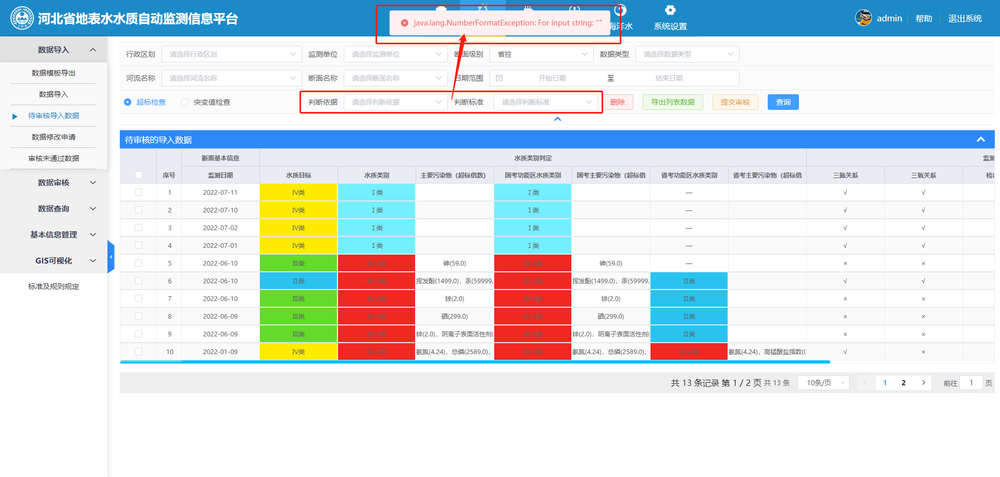 河北省地表水水质自动监测信息平台
java.lang.NumberFormatException: For input string: ""
海洋水
系统设置
admin
帮助
退出系统
数据导入
数据模板导出
数据导入
待审核导入数据
数据修改申请
审核未通过数据
数据审核
数据查询
基本信息管理
GIS可视化
标准及规则规定
行政区划 请选择行政区划 监测单位 请选择监测单位 断面级别 省控 数据类型 请选择数据类型
河流名称 请选择河流名称 断面名称 请选择断面名称 日期范围 开始日期 至 结束日期
超标检查 突变值检查 判断依据 请选择判断依据 判断标准 请选择判断标准 删除 导出列表数据 提交审核 查询
待审核的导入数据
断面基本信息 水质类别判定 监测
序号 监测日期 水质目标 水质类别 主要污染物（超标倍数） 国考功能区水质类别 国考主要污染物（超标倍 省考功能区水质类别 省考主要污染物（超标倍 三氮关系 三氧关系 检出
1 2022-07-11 Ⅳ类 Ⅰ类 Ⅰ类 — √ √
2 2022-07-10 Ⅳ类 Ⅰ类 Ⅰ类 — √ √
3 2022-07-02 Ⅳ类 Ⅰ类 Ⅰ类 — √ √
4 2022-07-01 Ⅳ类 Ⅰ类 Ⅰ类 — √ √
5 2022-06-10 Ⅲ类 劣Ⅴ类 砷(59.0) 劣Ⅴ类 砷(59.0) — × ×
6 2022-06-10 Ⅱ类 劣Ⅴ类 挥发酚(1499.0)，汞(59999. 劣Ⅴ类 挥发酚(1499.0)，汞(59999. Ⅱ类 √ √
7 2022-06-10 Ⅲ类 劣Ⅴ类 锌(2.0) 劣Ⅴ类 锌(2.0) Ⅱ类 × ×
8 2022-06-09 Ⅲ类 劣Ⅴ类 硒(299.0) 劣Ⅴ类 硒(299.0) Ⅱ类 × ×
9 2022-06-09 Ⅲ类 劣Ⅴ类 锌(2.0)，阴离子表面活性剂( 劣Ⅴ类 锌(2.0)，阴离子表面活性剂( Ⅱ类 × ×
10 2022-01-09 Ⅳ类 劣Ⅴ类 氨氮(4.24)，总磷(2589.0)， 劣Ⅴ类 氨氮(4.24)，总磷(2589.0)， 劣Ⅴ类 氨氮(4.24)，高锰酸盐指数(0 √ ×
共 13 条记录 第 1 / 2 页 共 13 条 10条/页 1 2 前往 1 页